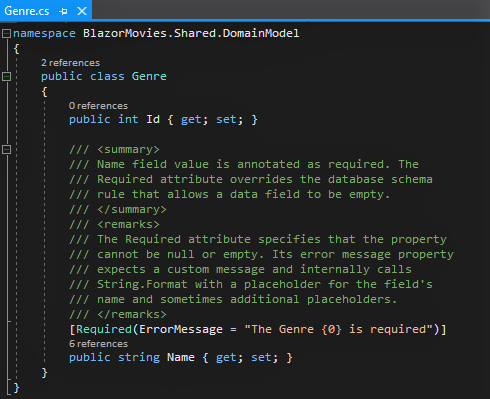 Genre.cs
namespace BlazorMovies.Shared.DomainModel
{
2 references
public class Genre
{
0 references
public int Id { get; set; }
/// <summary>
/// Name field value is annotated as required. The
/// Required attribute overrides the database schema
/// rule that allows a data field to be empty.
/// </summary>
/// <remarks>
/// The Required attribute specifies that the property
/// cannot be null or empty. Its error message property
/// expects a custom message and internally calls
/// String.Format with a placeholder for the field's
/// name and sometimes additional placeholders.
/// </remarks>
[Required(ErrorMessage = "The Genre {0} is required")]
6 references
public string Name { get; set; }
}
}